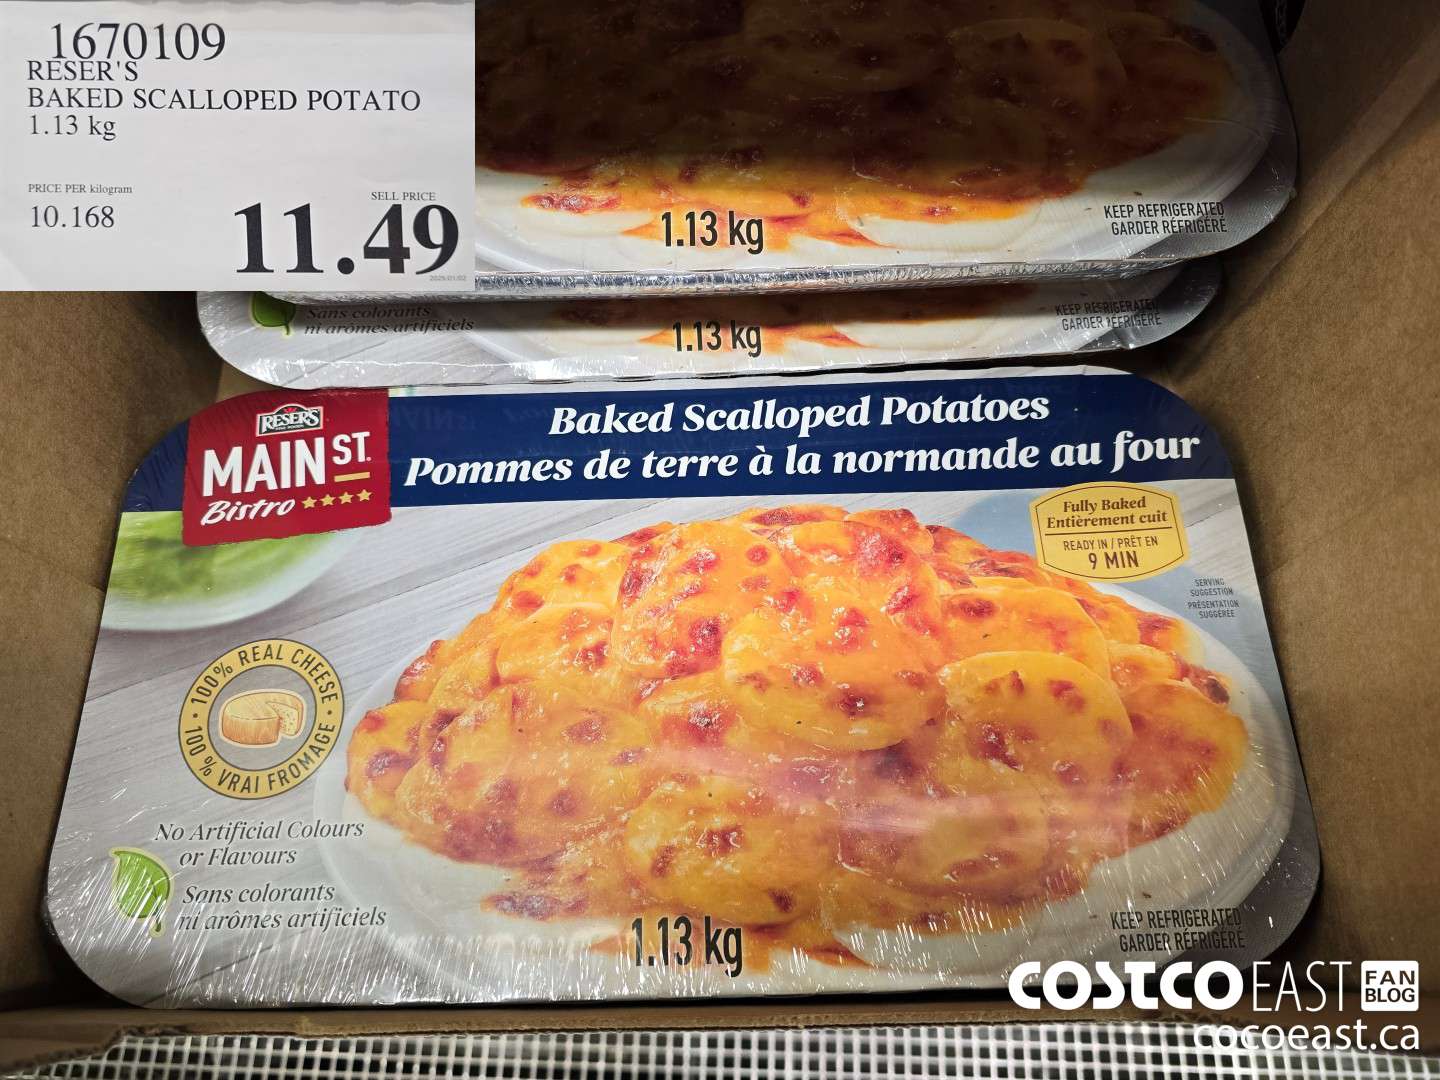 1670109
RESER'S
BAKED SCALLOPED POTATO
1.13 kg
PRICE PER kilogram
10.168
SELL PRICE
11.49
1.13 kg
KEEP REFRIGERATED
GARDER RÉFRIGÉRÉ
Sans colorants
ni arômes artificiels
1.13 kg
KEEP REFRIGERATED
GARDER RÉFRIGÉRÉ
RESER'S
MAIN ST.
Bistro
Baked Scalloped Potatoes
Pommes de terre à la normande au four
Fully Baked
Entièrement cuit
READY IN / PRÊT EN
9 MIN
SERVING
SUGGESTION
PRÉSENTATION
SUGGÉRÉE
100% REAL CHEESE
100 % VRAI FROMAGE
No Artificial Colours
or Flavours
Sans colorants
ni arômes artificiels
1.13 kg
KEEP REFRIGERATED
GARDER RÉFRIGÉRÉ
COSTCO EAST FAN BLOG
cocoeast.ca